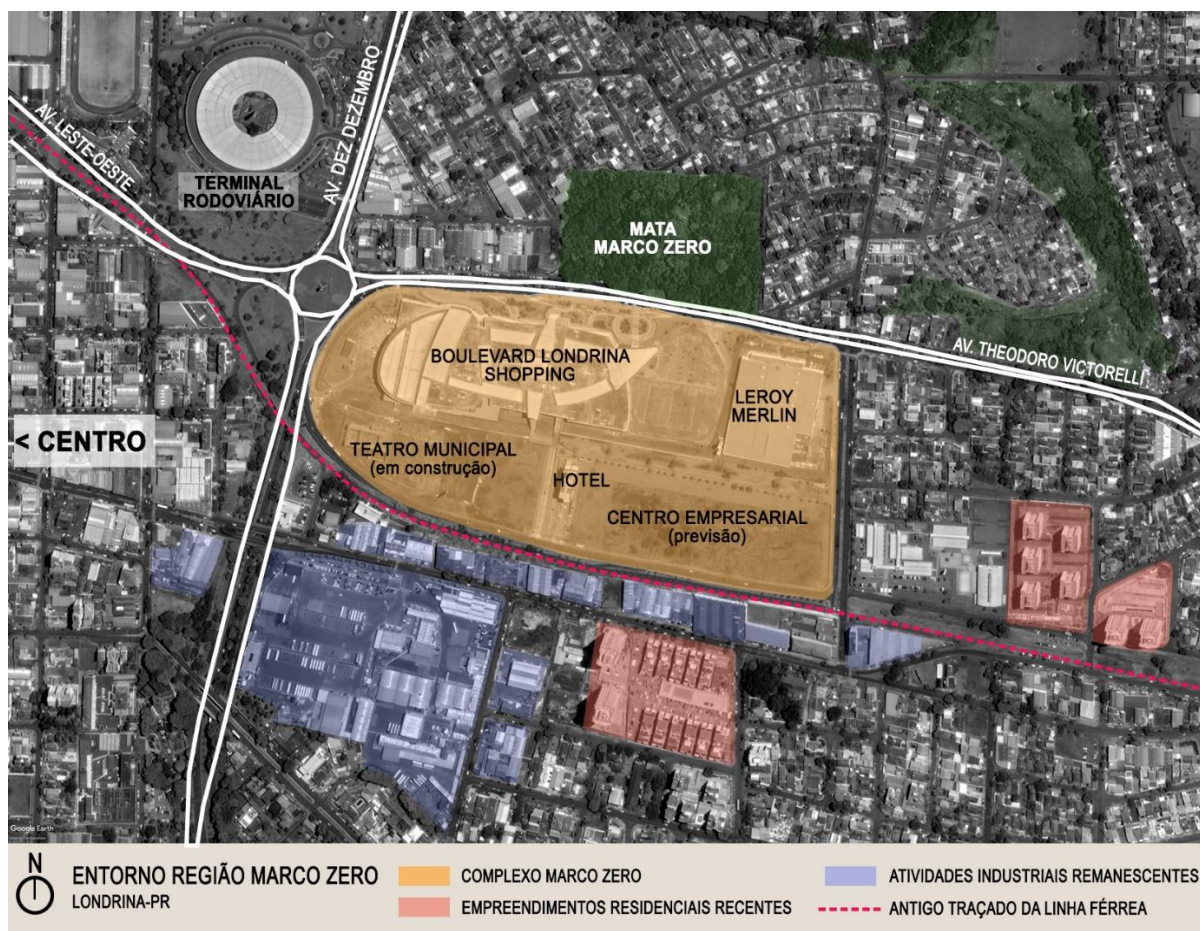 AV. LESTE-OESTE
TERMINAL
RODOVIÁRIO
AV. DEZ DEZEMBRO
MATA
MARCO ZERO
BOULEVARD LONDRINA
SHOPPING
LEROY
MERLIN
AV. THEODORO VICTORELLI
< CENTRO
TEATRO MUNICIPAL
(em construção)
HOTEL
CENTRO EMPRESARIAL
(previsão)
Google Earth
N
ENTORNO REGIÃO MARCO ZERO
LONDRINA-PR
COMPLEXO MARCO ZERO
EMPREENDIMENTOS RESIDENCIAIS RECENTES
ATIVIDADES INDUSTRIAIS REMANESCENTES
ANTIGO TRAÇADO DA LINHA FÉRREA